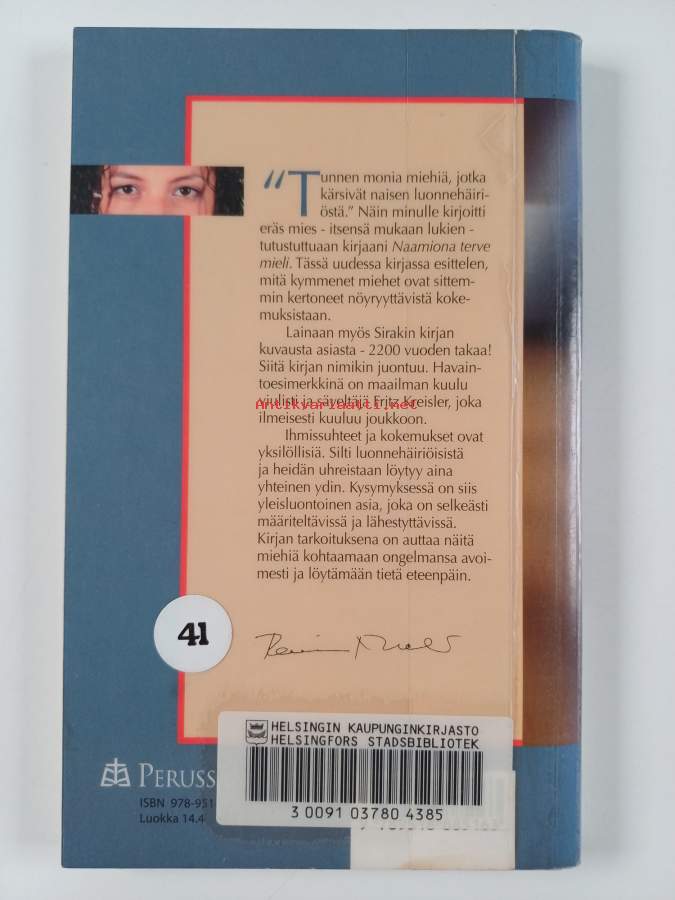 "Tunnen monia miehiä, jotka
kärsivät naisen luonnehäiri-
östä." Näin minulle kirjoitti
eräs mies - itsensä mukaan lukien -
tutustuttuaan kirjaani Naamiona terve
mieli. Tässä uudessa kirjassa esittelen,
mitä kymmenet miehet ovat sittem-
min kertoneet nöyryyttävistä koke-
muksistaan.
Lainaan myös Sirakin kirjan
kuvausta asiasta - 2200 vuoden takaa!
Siitä kirjan nimikin juontuu. Havain-
toesimerkkinä on maailman kuulu
viulisti ja säveltäjä Fritz Kreisler, joka
Antikvariaatti.net
ilmeisesti kuuluu joukkoon.
Ihmissuhteet ja kokemukset ovat
yksilöllisiä. Silti luonnehäiriöisistä
ja heidän uhreistaan löytyy aina
yhteinen ydin. Kysymyksessä on siis
yleisluontoinen asia, joka on selkeästi
määriteltävissä ja lähestyttävissä.
Kirjan tarkoituksena on auttaa näitä
miehiä kohtaamaan ongelmansa avoi-
mesti ja löytämään tietä eteenpäin.
41
HELSINGIN KAUPUNGINKIRJASTO
HELSINGFORS STADSBIBLIOTEK
3 0091 03780 4385
PERUSS
ISBN 978-951
Luokka 14.4